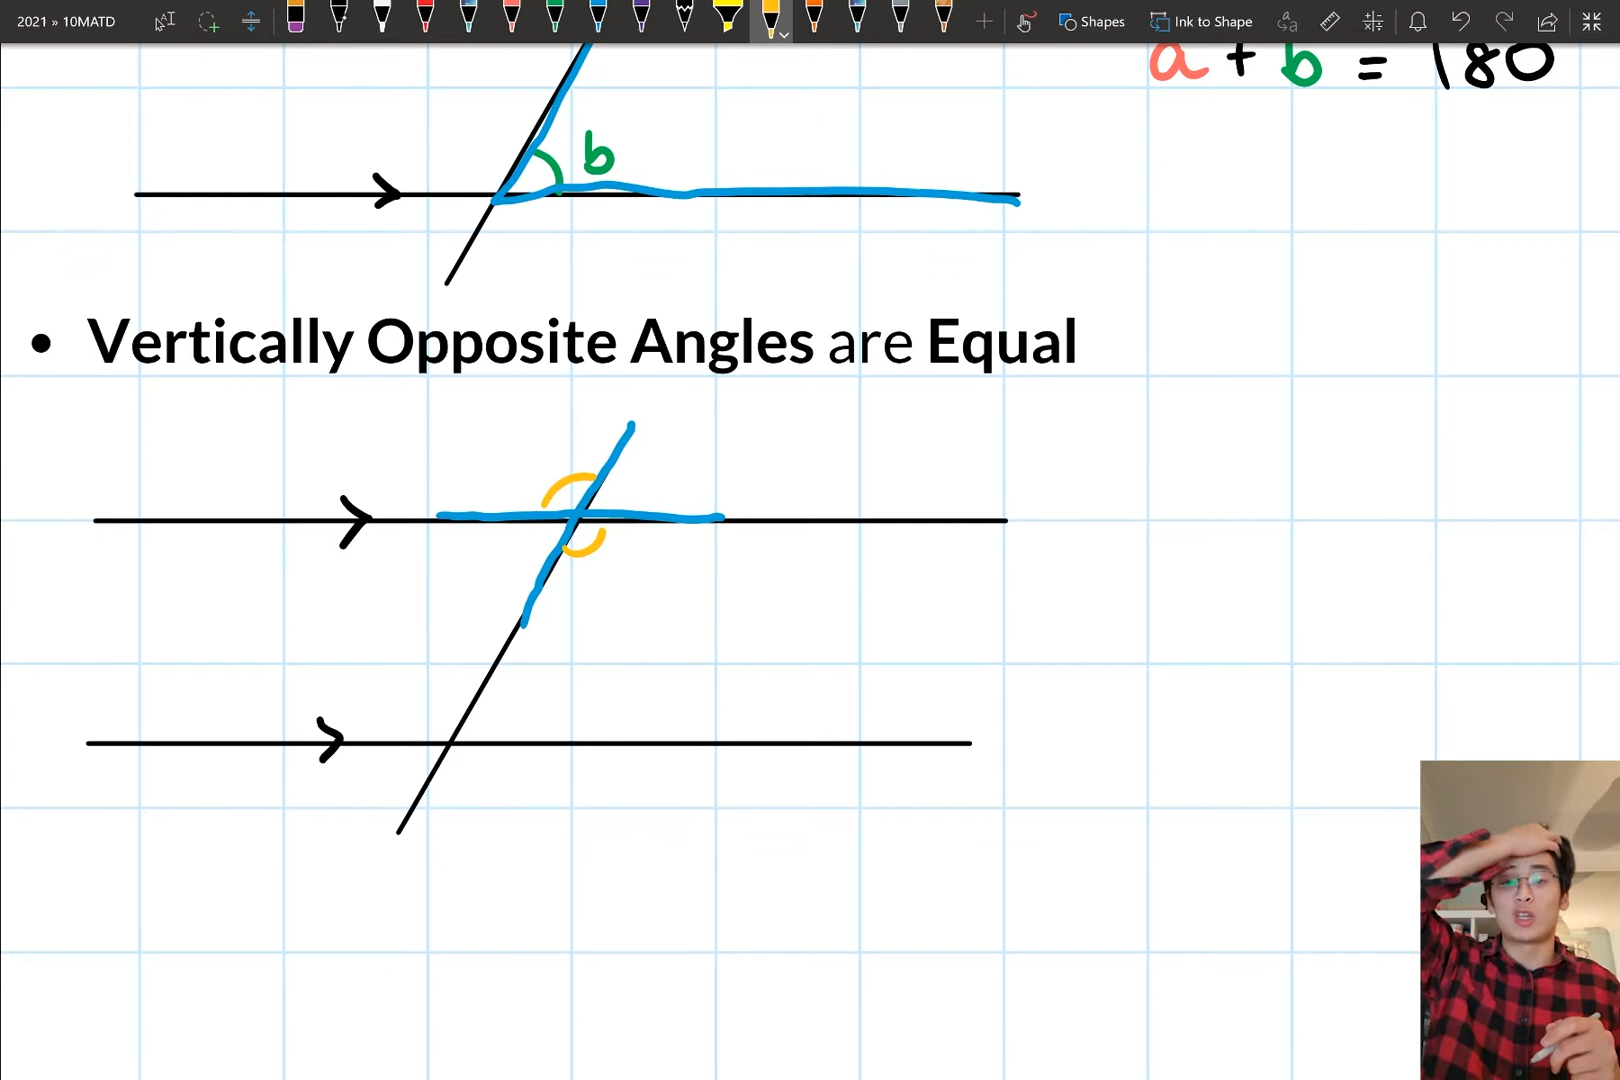 2021 » 10MATD
Shapes
Ink to Shape
a + b = 180
b
• Vertically Opposite Angles are Equal